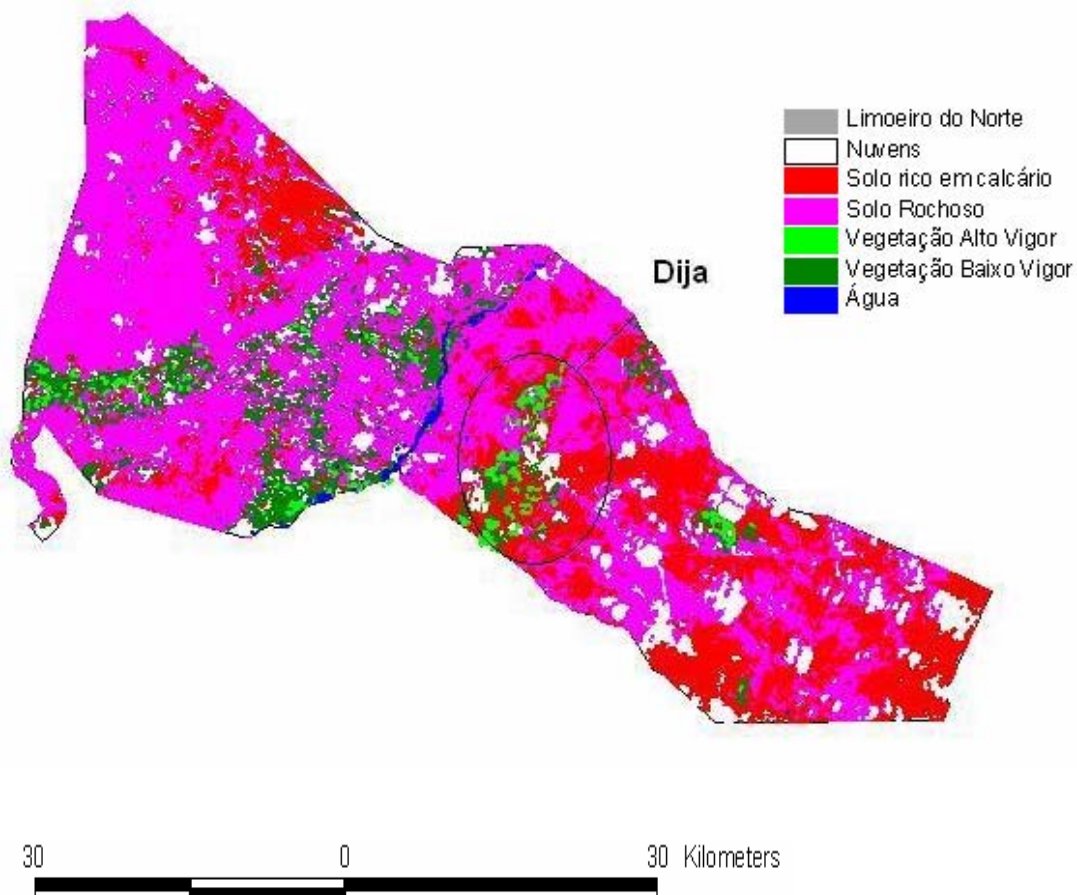 Limoeiro do Norte
Nuvens
Solo rico em calcário
Solo Rochoso
Vegetação Alto Vigor
Vegetação Baixo Vigor
Água
Dija
30 0 30 Kilometers